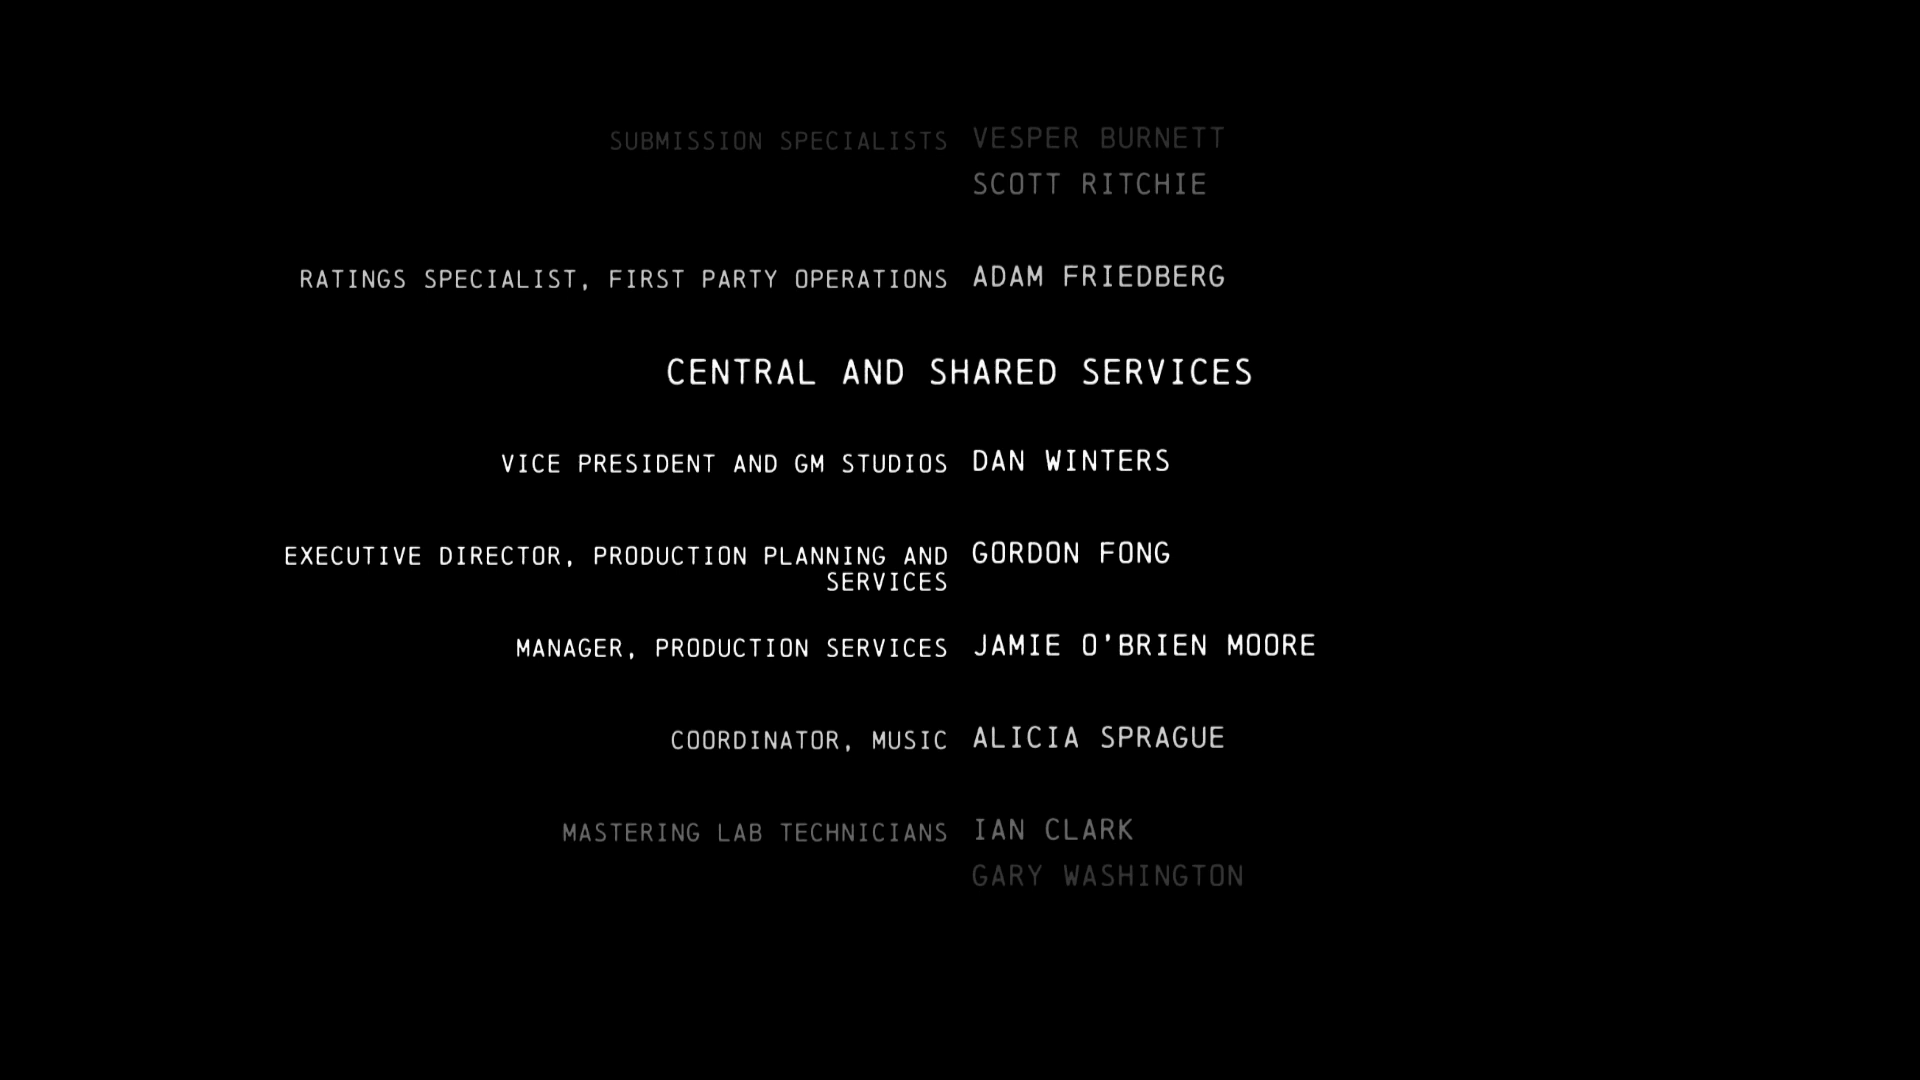 SUBMISSION SPECIALISTS VESPER BURNETT
SCOTT RITCHIE
RATINGS SPECIALIST, FIRST PARTY OPERATIONS ADAM FRIEDBERG
CENTRAL AND SHARED SERVICES
VICE PRESIDENT AND GM STUDIOS DAN WINTERS
EXECUTIVE DIRECTOR, PRODUCTION PLANNING AND GORDON FONG
SERVICES
MANAGER, PRODUCTION SERVICES JAMIE O'BRIEN MOORE
COORDINATOR, MUSIC ALICIA SPRAGUE
MASTERING LAB TECHNICIANS IAN CLARK
GARY WASHINGTON